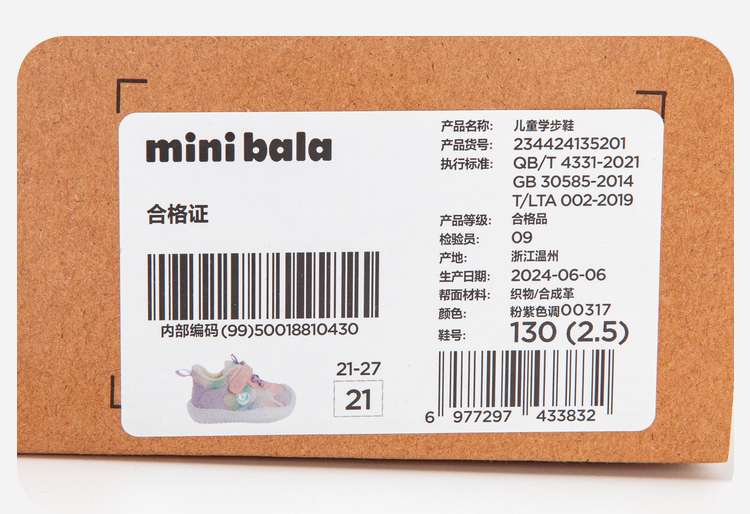 mini bala
合格证
内部编码(99)50018810430
21-27
21
产品名称: 儿童学步鞋
产品货号: 234424135201
执行标准: QB/T 4331-2021
GB 30585-2014
T/LTA 002-2019
产品等级: 合格品
检验员: 09
产地: 浙江温州
生产日期: 2024-06-06
帮面材料: 织物/合成革
颜色: 粉紫色调00317
鞋号: 130 (2.5)
6 977297 433832